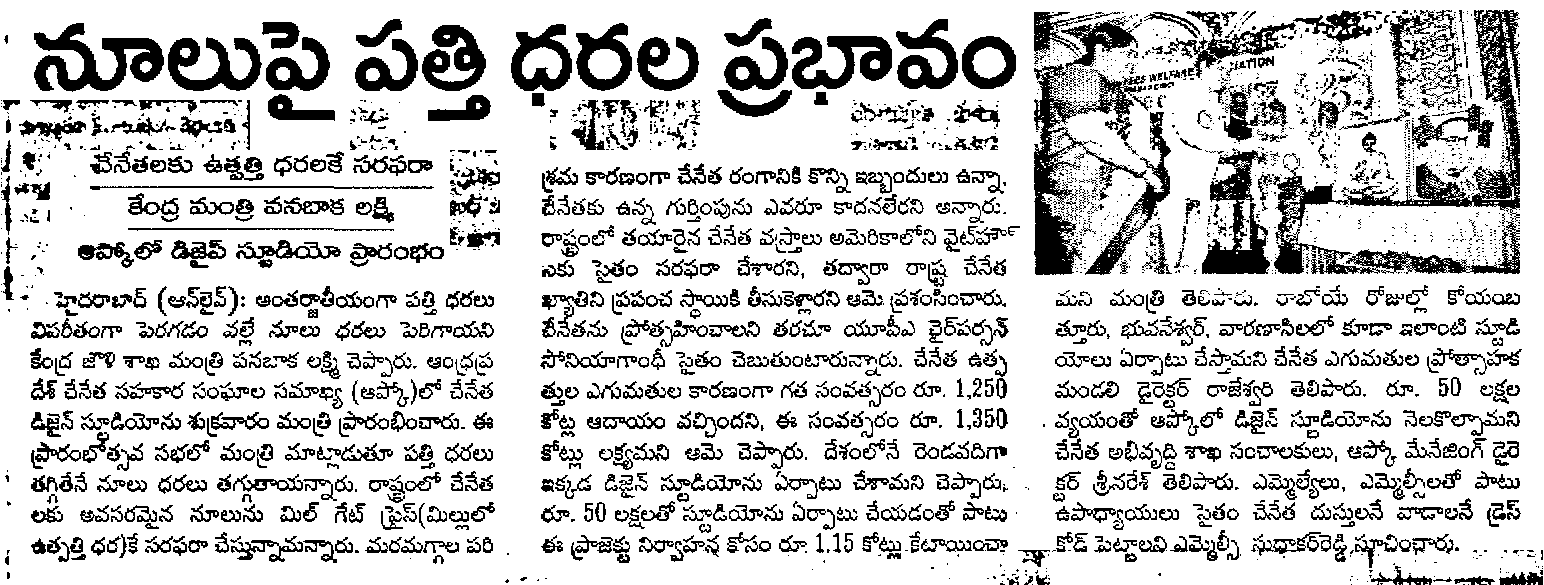 నూలుపై పత్తి ధరల ప్రభావం
చేనేతలకు ఉత్పత్తి ధరలకే సరఫరా
కేంద్ర మంత్రి పనబాక లక్ష్మి
ఆప్కోలో డిజైన్ స్టూడియో ప్రారంభం
హైదరాబాద్ (ఆన్‌లైన్): అంతర్జాతీయంగా పత్తి ధరలు
విపరీతంగా పెరగడం వల్లే నూలు ధరలు పెరిగాయని
కేంద్ర జౌళి శాఖ మంత్రి పనబాక లక్ష్మి చెప్పారు. ఆంధ్రప్ర
దేశ్ చేనేత సహకార సంఘాల సమాఖ్య (ఆప్కో)లో చేనేత
డిజైన్ స్టూడియోను శుక్రవారం మంత్రి ప్రారంభించారు. ఈ
ప్రారంభోత్సవ సభలో మంత్రి మాట్లాడుతూ పత్తి ధరలు
తగ్గితేనే నూలు ధరలు తగ్గుతాయన్నారు. రాష్ట్రంలో చేనేత
లకు అవసరమైన నూలును మిల్ గేట్ ప్రైస్(మిల్లులో
ఉత్పత్తి ధర)కే సరఫరా చేస్తున్నామన్నారు. మరమగ్గాల పరి
శ్రమ కారణంగా చేనేత రంగానికి కొన్ని ఇబ్బందులు ఉన్నా,
చేనేతకు ఉన్న గుర్తింపును ఎవరూ కాదనలేరని అన్నారు.
రాష్ట్రంలో తయారైన చేనేత వస్త్రాలు అమెరికాలోని వైట్‌హౌ
సుకు సైతం సరఫరా చేశారని, తద్వారా రాష్ట్ర చేనేత
ఖ్యాతిని ప్రపంచ స్థాయికి తీసుకెళ్లారని ఆమె ప్రశంసించారు.
చేనేతను ప్రోత్సహించాలని తరచూ యూపీఎ ఛైర్‌పర్సన్
సోనియాగాంధీ సైతం చెబుతుంటారున్నారు. చేనేత ఉత్ప
త్తుల ఎగుమతుల కారణంగా గత సంవత్సరం రూ. 1,250
కోట్ల ఆదాయం వచ్చిందని, ఈ సంవత్సరం రూ. 1,350
కోట్లు లక్ష్యమని ఆమె చెప్పారు. దేశంలోనే రెండవదిగా
ఇక్కడ డిజైన్ స్టూడియోను ఏర్పాటు చేశామని చెప్పారు.
రూ. 50 లక్షలతో స్టూడియోను ఏర్పాటు చేయడంతో పాటు
ఈ ప్రాజెక్టు నిర్వాహన కోసం రూ 1.15 కోట్లు కేటాయించా
WELFARE
మని మంత్రి తెలిపారు. రాబోయే రోజుల్లో కోయంబ
త్తూరు, భువనేశ్వర్, వారణాసిలలో కూడా ఇలాంటి స్టూడి
యోలు ఏర్పాటు చేస్తామని చేనేత ఎగుమతుల ప్రోత్సాహక
మండలి డైరెక్టర్ రాజేశ్వరి తెలిపారు. రూ. 50 లక్షల
వ్యయంతో ఆప్కోలో డిజైన్ స్టూడియోను నెలకొల్పామని
చేనేత అభివృద్ది శాఖ సంచాలకులు, ఆప్కో మేనేజింగ్ డైరె
క్టర్ శ్రీనరేశ్ తెలిపారు. ఎమ్మెల్యేలు, ఎమ్మెల్సీలతో పాటు
ఉపాధ్యాయులు సైతం చేనేత దుస్తులనే వాడాలనే డ్రెస్
కోడ్ పెట్టాలని ఎమ్మెల్సీ సుధాకర్‌రెడ్డి సూచించారు.